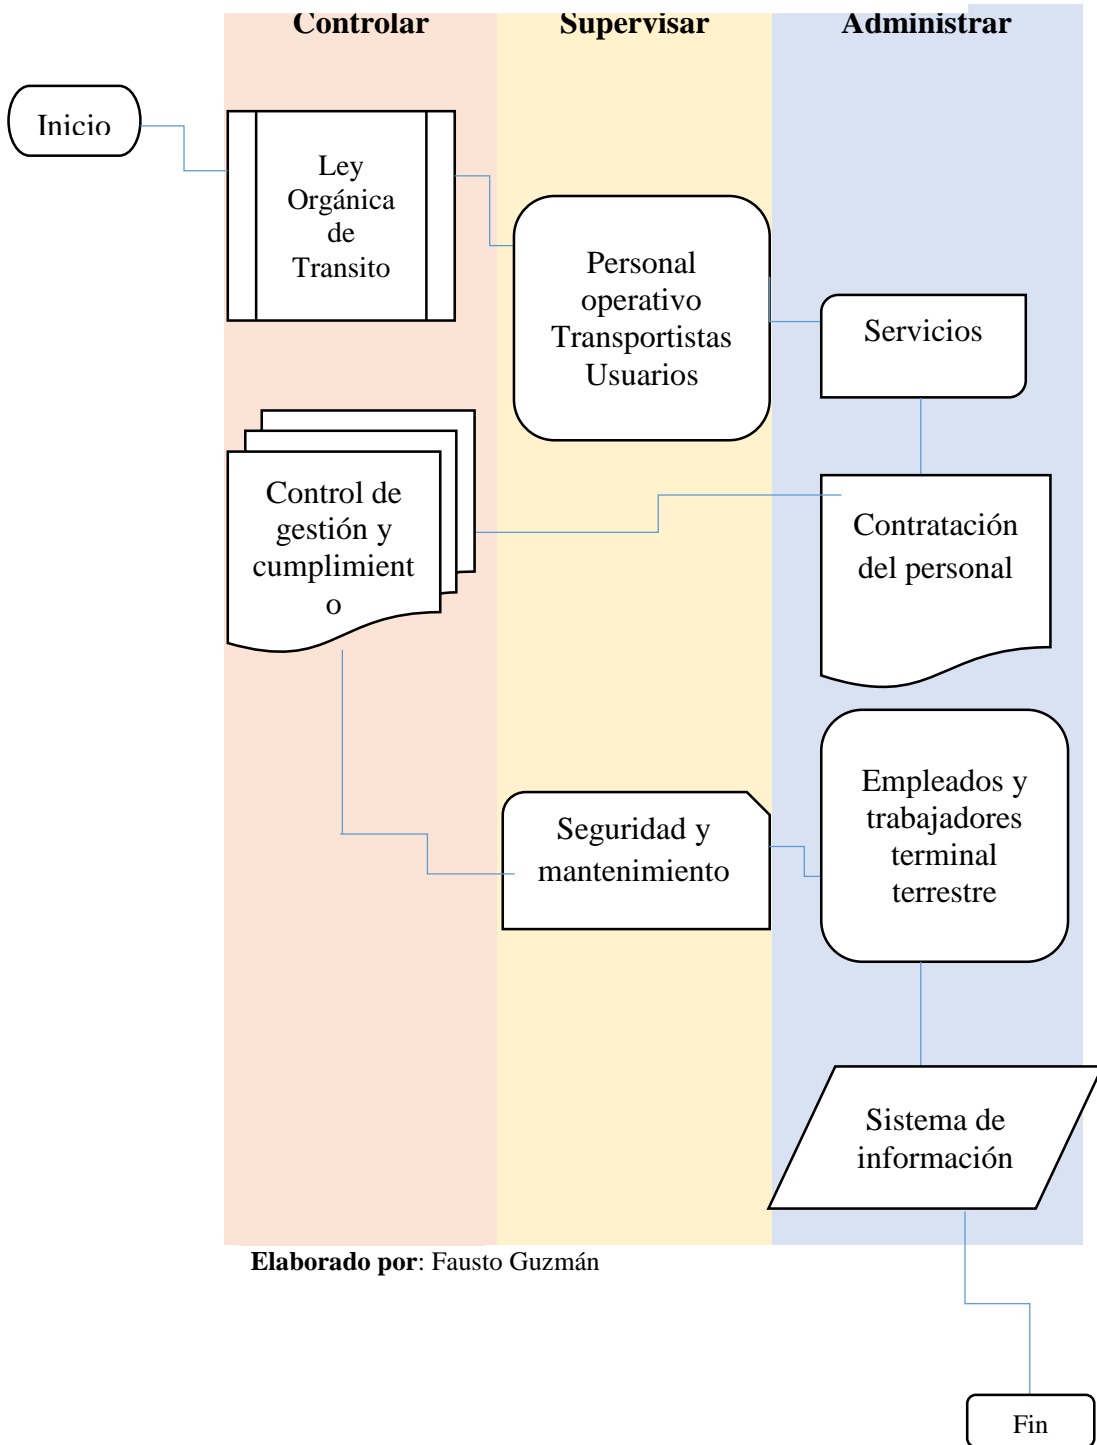 Controlar Supervisar Administrar
Inicio
Ley
Orgánica
de
Transito
Personal
operativo
Transportistas
Usuarios
Servicios
Control de
gestión y
cumplimient
o
Contratación
del personal
Seguridad y
mantenimiento
Empleados y
trabajadores
terminal
terrestre
Sistema de
información
Elaborado por: Fausto Guzmán
Fin